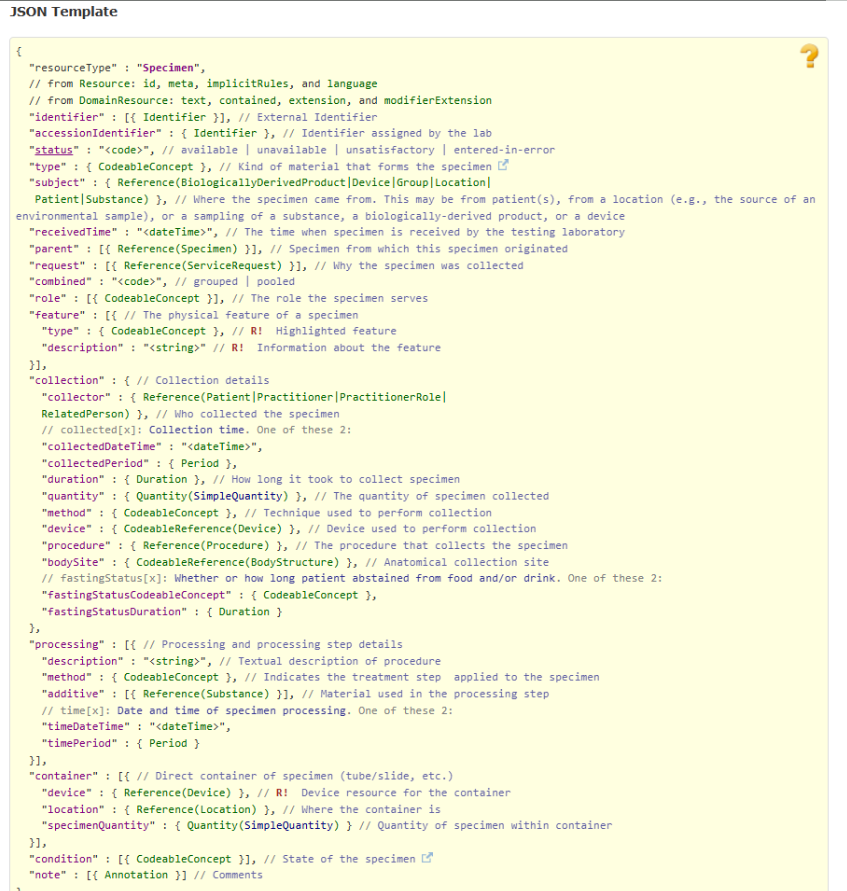 JSON Template
{
"resourceType" : "Specimen",
// from Resource: id, meta, implicitRules, and language
// from DomainResource: text, contained, extension, and modifierExtension
"identifier" : [{ Identifier }], // External Identifier
"accessionIdentifier" : { Identifier }, // Identifier assigned by the lab
"status" : "<code>", // available | unavailable | unsatisfactory | entered-in-error
"type" : { CodeableConcept }, // Kind of material that forms the specimen
"subject" : { Reference(BiologicallyDerivedProduct|Device|Group|Location|
Patient|Substance) }, // Where the specimen came from. This may be from patient(s), from a location (e.g., the source of an
environmental sample), or a sampling of a substance, a biologically-derived product, or a device
"receivedTime" : "<dateTime>", // The time when specimen is received by the testing laboratory
"parent" : [{ Reference(Specimen) }], // Specimen from which this specimen originated
"request" : [{ Reference(ServiceRequest) }], // Why the specimen was collected
"combined" : "<code>", // grouped | pooled
"role" : [{ CodeableConcept }], // The role the specimen serves
"feature" : [{ // The physical feature of a specimen
"type" : { CodeableConcept }, // R!  Highlighted feature
"description" : "<string>" // R!  Information about the feature
}],
"collection" : { // Collection details
"collector" : { Reference(Patient|Practitioner|PractitionerRole|
RelatedPerson) }, // Who collected the specimen
// collected[x]: Collection time. One of these 2:
"collectedDateTime" : "<dateTime>",
"collectedPeriod" : { Period },
"duration" : { Duration }, // How long it took to collect specimen
"quantity" : { Quantity(SimpleQuantity) }, // The quantity of specimen collected
"method" : { CodeableConcept }, // Technique used to perform collection
"device" : { CodeableReference(Device) }, // Device used to perform collection
"procedure" : { Reference(Procedure) }, // The procedure that collects the specimen
"bodySite" : { CodeableReference(BodyStructure) }, // Anatomical collection site
// fastingStatus[x]: Whether or how long patient abstained from food and/or drink. One of these 2:
"fastingStatusCodeableConcept" : { CodeableConcept },
"fastingStatusDuration" : { Duration }
},
"processing" : [{ // Processing and processing step details
"description" : "<string>", // Textual description of procedure
"method" : { CodeableConcept }, // Indicates the treatment step  applied to the specimen
"additive" : [{ Reference(Substance) }], // Material used in the processing step
// time[x]: Date and time of specimen processing. One of these 2:
"timeDateTime" : "<dateTime>",
"timePeriod" : { Period }
}],
"container" : [{ // Direct container of specimen (tube/slide, etc.)
"device" : { Reference(Device) }, // R!  Device resource for the container
"location" : { Reference(Location) }, // Where the container is
"specimenQuantity" : { Quantity(SimpleQuantity) } // Quantity of specimen within container
}],
"condition" : [{ CodeableConcept }], // State of the specimen
"note" : [{ Annotation }] // Comments